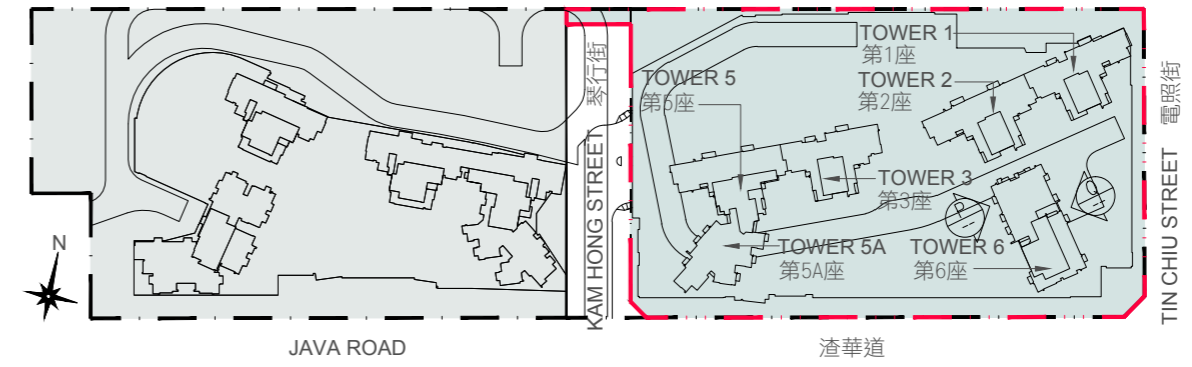 TOWER 1
第1座
TOWER 5
第5座
TOWER 2
第2座
琴行街
KAM HONG STREET
電照街
TIN CHIU STREET
TOWER 3
第3座
TOWER 5A
第5A座
TOWER 6
第6座
N
JAVA ROAD
渣華道